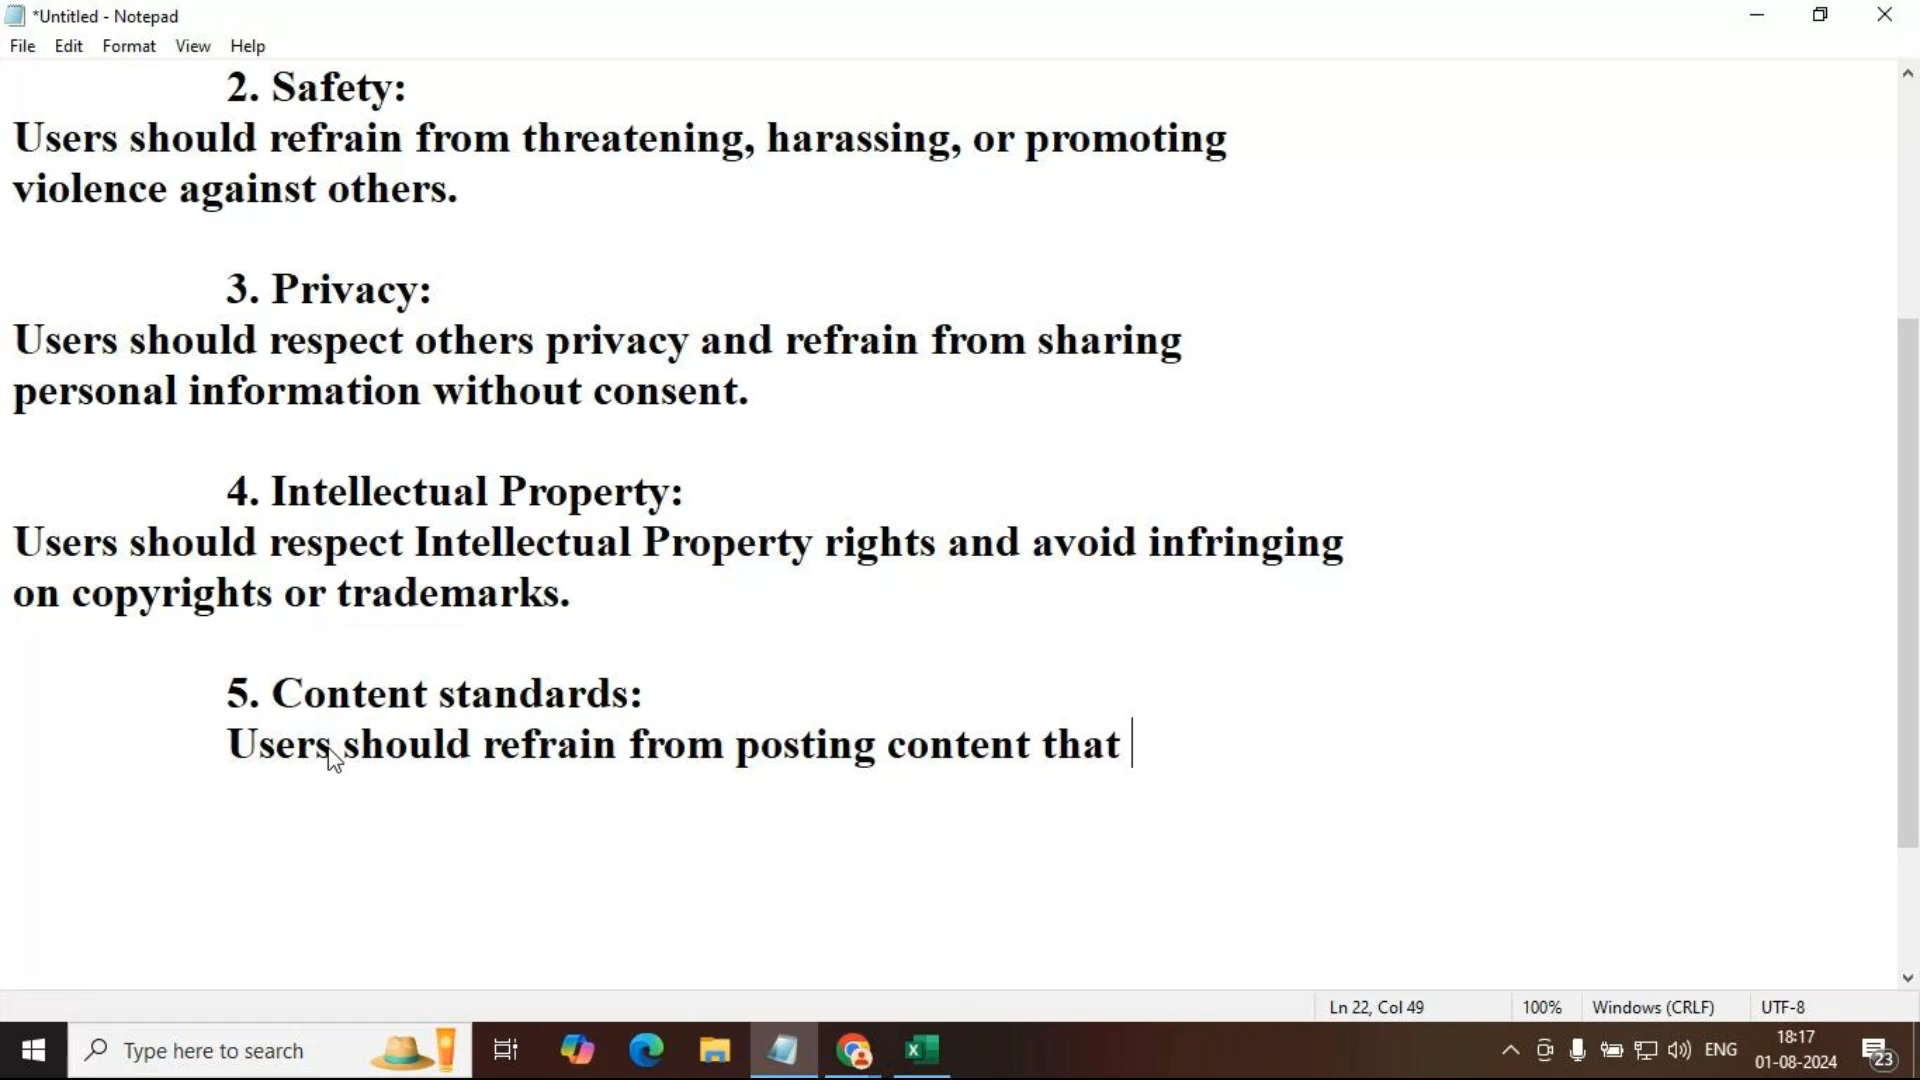 *Untitled - Notepad
File Edit Format View Help
2. Safety:
Users should refrain from threatening, harassing, or promoting
violence against others.
3. Privacy:
Users should respect others privacy and refrain from sharing
personal information without consent.
4. Intellectual Property:
Users should respect Intellectual Property rights and avoid infringing
on copyrights or trademarks.
5. Content standards:
Users should refrain from posting content that
Ln 22, Col 49 100% Windows (CRLF) UTF-8
Type here to search
ENG
18:17
01-08-2024
23